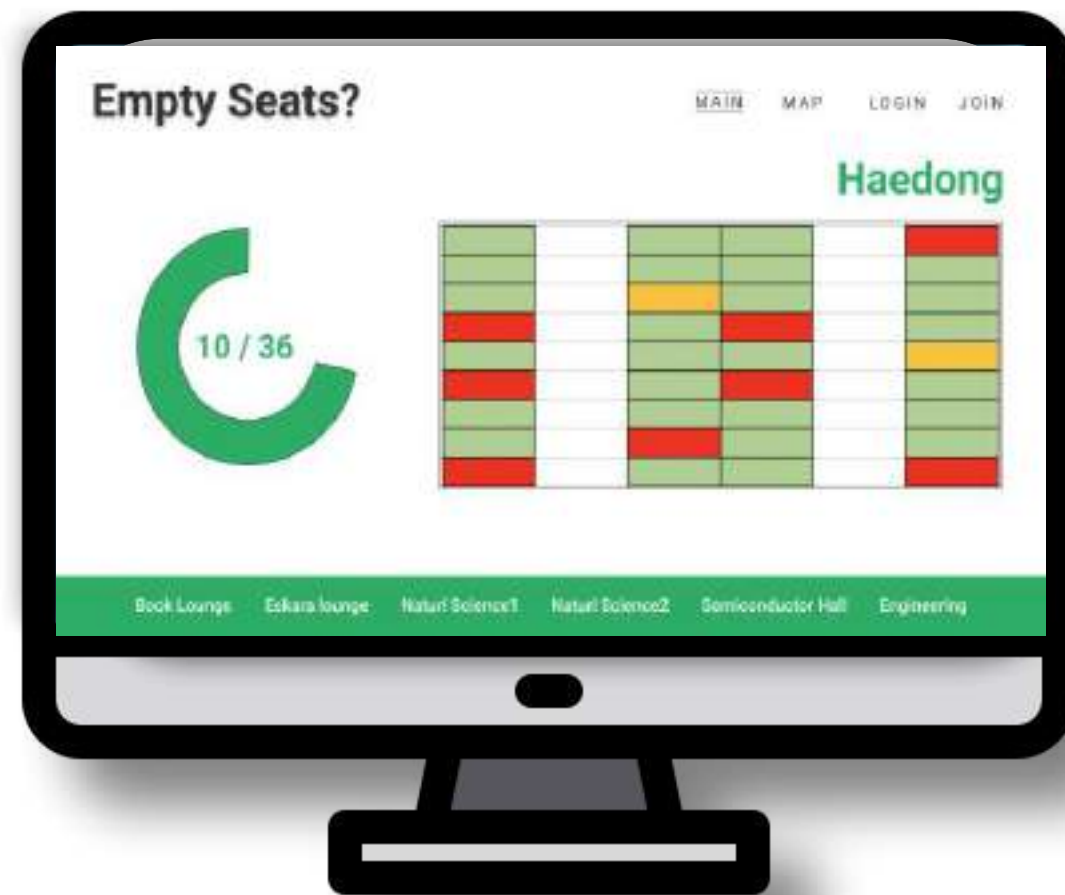 Empty Seats?
MAIN MAP LOGIN JOIN
Haedong
10 / 36
Book Lounge Eskara lounge Naturl Science1 Naturl Science2 Semiconductor Hall Engineering